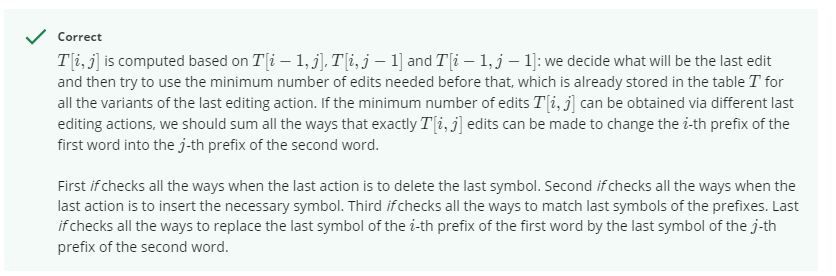 Correct
T[i, j] is computed based on T[i − 1, j], T[i, j − 1] and T[i − 1, j − 1]: we decide what will be the last edit
and then try to use the minimum number of edits needed before that, which is already stored in the table T for
all the variants of the last editing action. If the minimum number of edits T[i, j] can be obtained via different last
editing actions, we should sum all the ways that exactly T[i, j] edits can be made to change the i-th prefix of the
first word into the j-th prefix of the second word.
First if checks all the ways when the last action is to delete the last symbol. Second if checks all the ways when the
last action is to insert the necessary symbol. Third if checks all the ways to match last symbols of the prefixes. Last
if checks all the ways to replace the last symbol of the i-th prefix of the first word by the last symbol of the j-th
prefix of the second word.